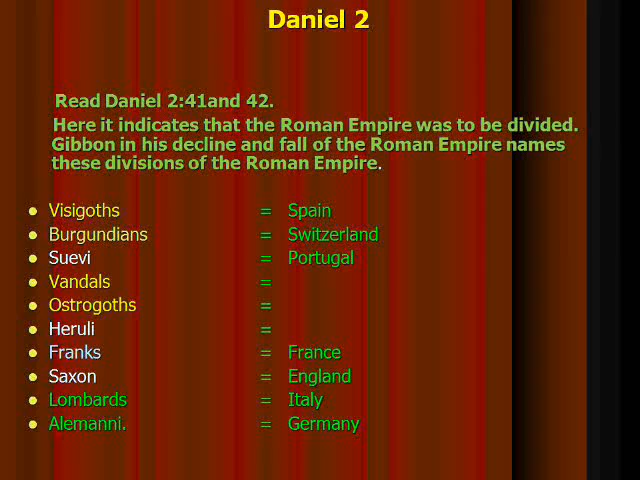 Daniel 2
Read Daniel 2:41and 42.
Here it indicates that the Roman Empire was to be divided.
Gibbon in his decline and fall of the Roman Empire names
these divisions of the Roman Empire.
● Visigoths = Spain
● Burgundians = Switzerland
● Suevi = Portugal
● Vandals =
● Ostrogoths =
● Heruli =
● Franks = France
● Saxon = England
● Lombards = Italy
● Alemanni. = Germany